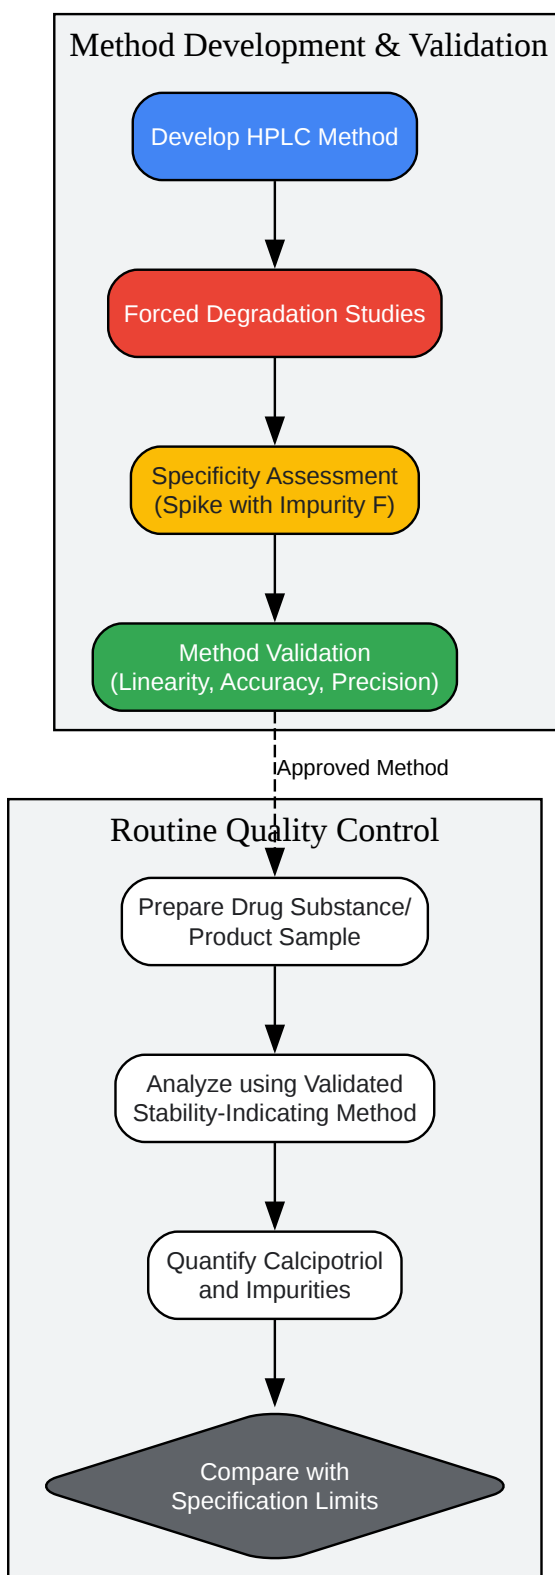 Method Development & Validation
Develop HPLC Method
Forced Degradation Studies
Specificity Assessment
(Spike with Impurity F)
Method Validation
(Linearity, Accuracy, Precision)
Approved Method
Routine Quality Control
Prepare Drug Substance/
Product Sample
Analyze using Validated
Stability-Indicating Method
Quantify Calcipotriol
and Impurities
Compare with
Specification Limits